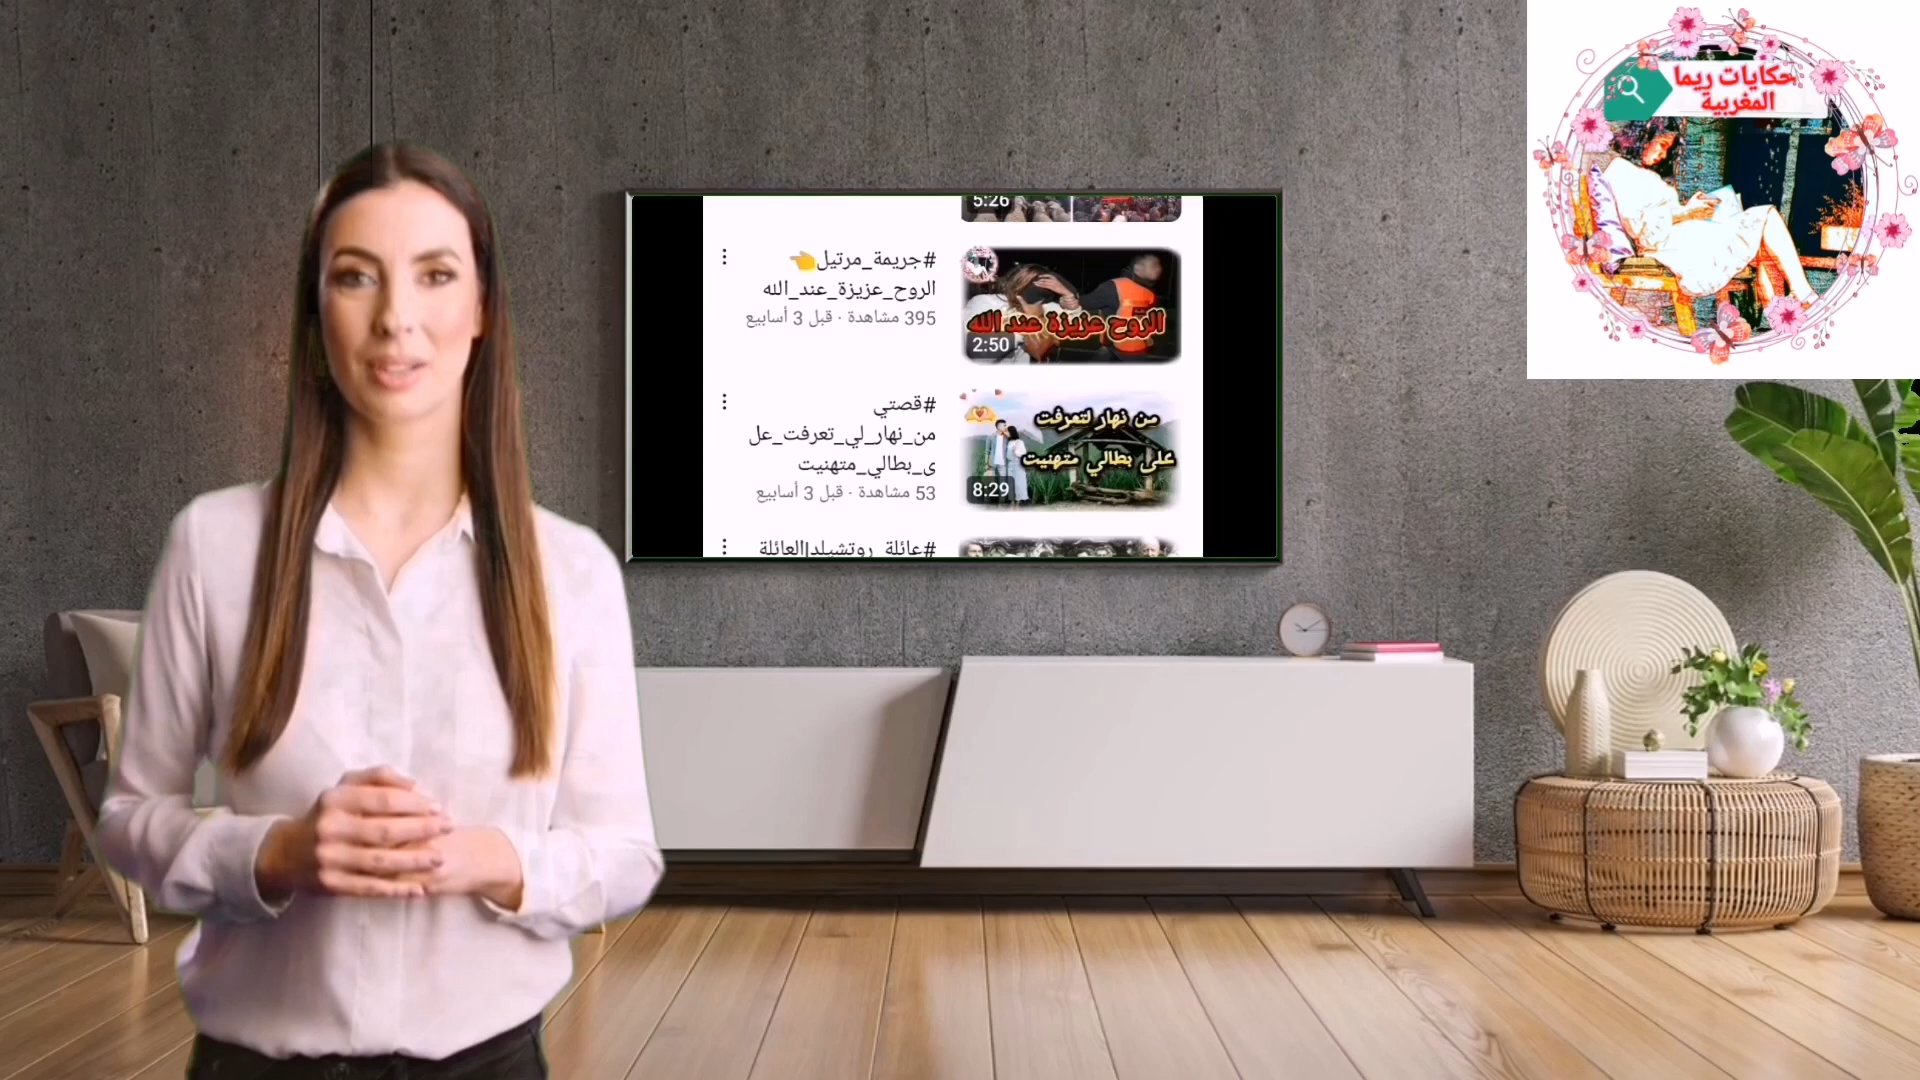 حكايات ريما
المغربية
5:26
#جريمة_مرتيل👈
الروح_عزيزة_عند_الله
395 مشاهدة · قبل 3 أسابيع
الروح عزيزة عند الله
2:50
#قصتي
من_نهار_لي_تعرفت_عل
ى_بطالي_متهنيت
53 مشاهدة · قبل 3 أسابيع
من نهار لتعرفت
على بطالي متهنيت
8:29
#عائلة_روتشيلد|العائلة